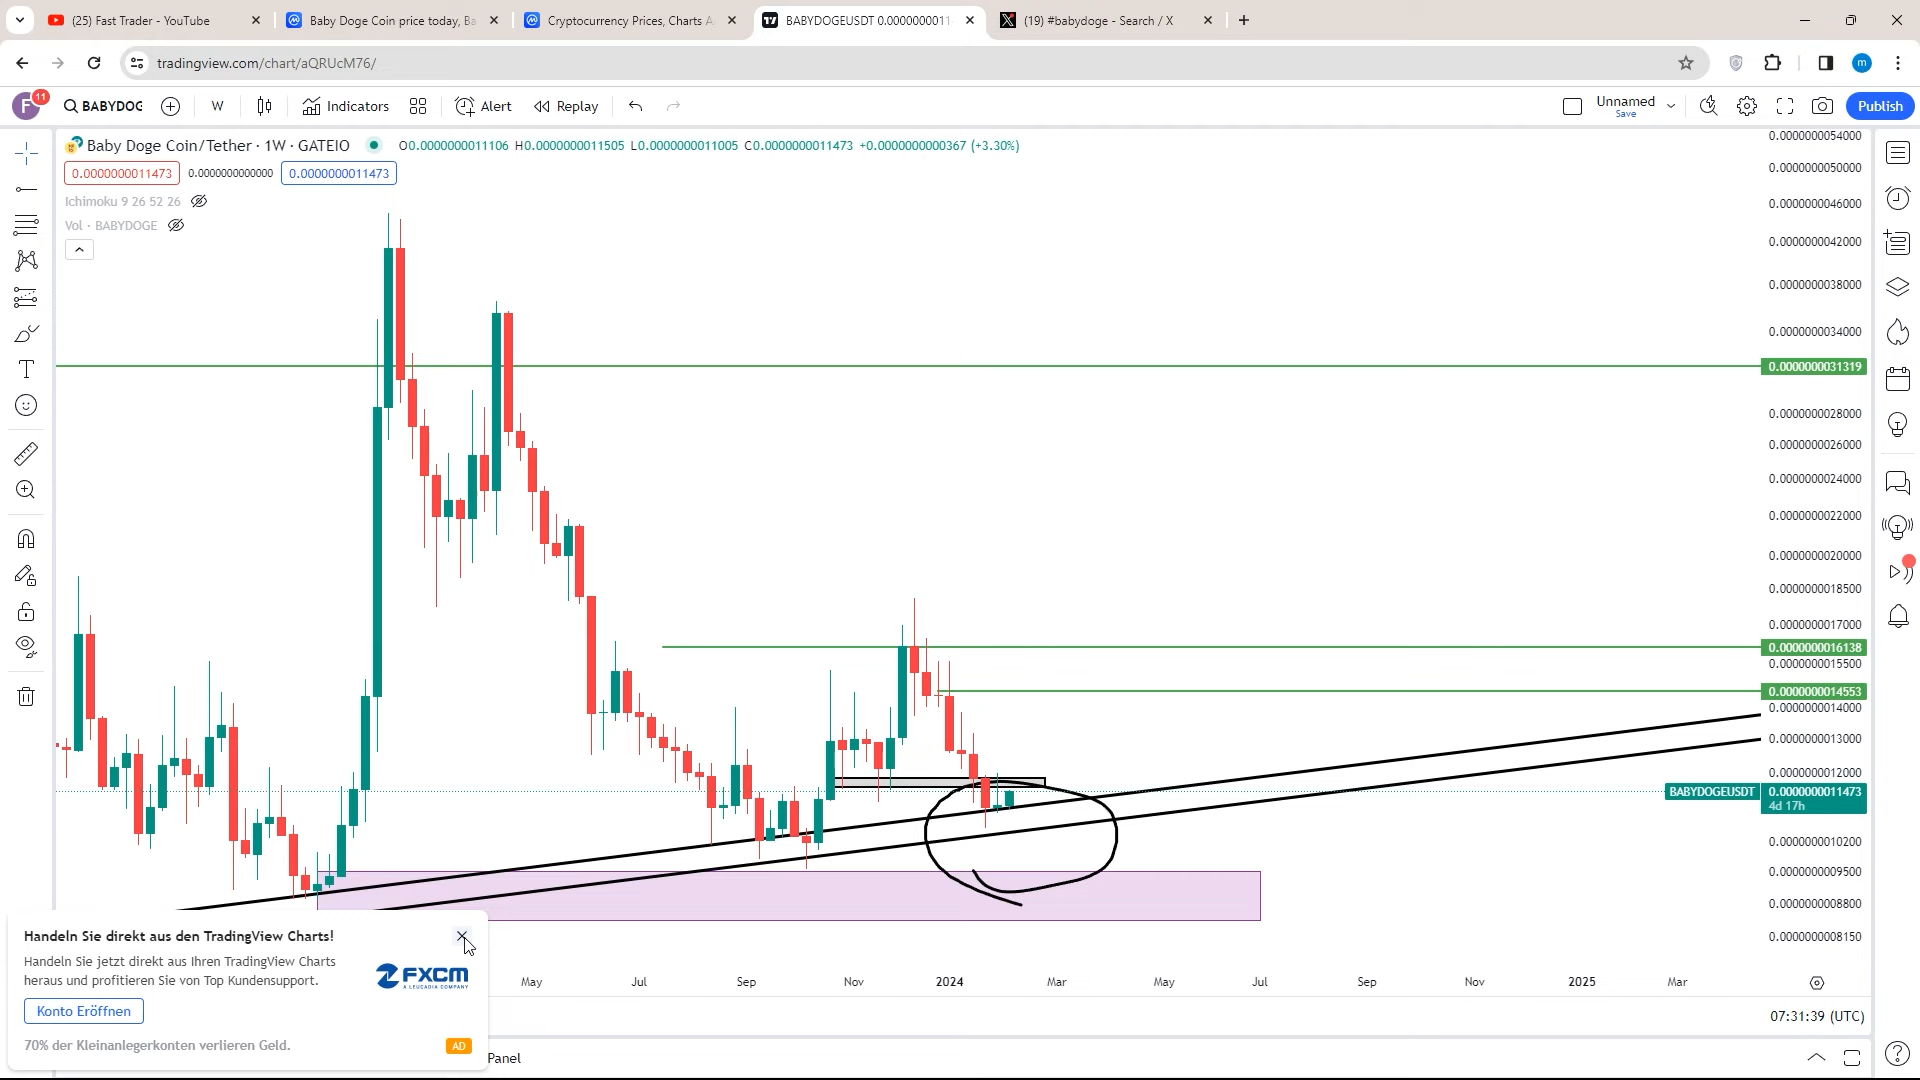 (25) Fast Trader - YouTube
Baby Doge Coin price today, Ba
Cryptocurrency Prices, Charts A
BABYDOGEUSDT 0.0000000011
(19) #babydoge - Search / X
tradingview.com/chart/aQRUcM76/
m
F
11
BABYDOG
W
Indicators
Alert
Replay
Unnamed
Save
Publish
Baby Doge Coin/Tether · 1W · GATEIO
O0.0000000011106 H0.0000000011505 L0.0000000011005 C0.0000000011473 +0.0000000000367 (+3.30%)
0.0000000011473
0.0000000000000
0.0000000011473
Ichimoku 9 26 52 26
Vol · BABYDOGE
0.0000000054000
0.0000000050000
0.0000000046000
0.0000000042000
0.0000000038000
0.0000000034000
0.0000000031319
0.0000000028000
0.0000000026000
0.0000000024000
0.0000000022000
0.0000000020000
0.0000000018500
0.0000000017000
0.0000000016138
0.0000000015500
0.0000000014553
0.0000000014000
0.0000000013000
0.0000000012000
BABYDOGEUSDT
0.0000000011473
4d 17h
0.0000000010200
0.0000000009500
0.0000000008800
0.0000000008150
Handeln Sie direkt aus den TradingView Charts!
Handeln Sie jetzt direkt aus Ihren TradingView Charts
heraus und profitieren Sie von Top Kundensupport.
FXCM
A LEUCADIA COMPANY
Konto Eröffnen
70% der Kleinanlegerkonten verlieren Geld.
AD
May
Jul
Sep
Nov
2024
Mar
May
Jul
Sep
Nov
2025
Mar
07:31:39 (UTC)
Panel